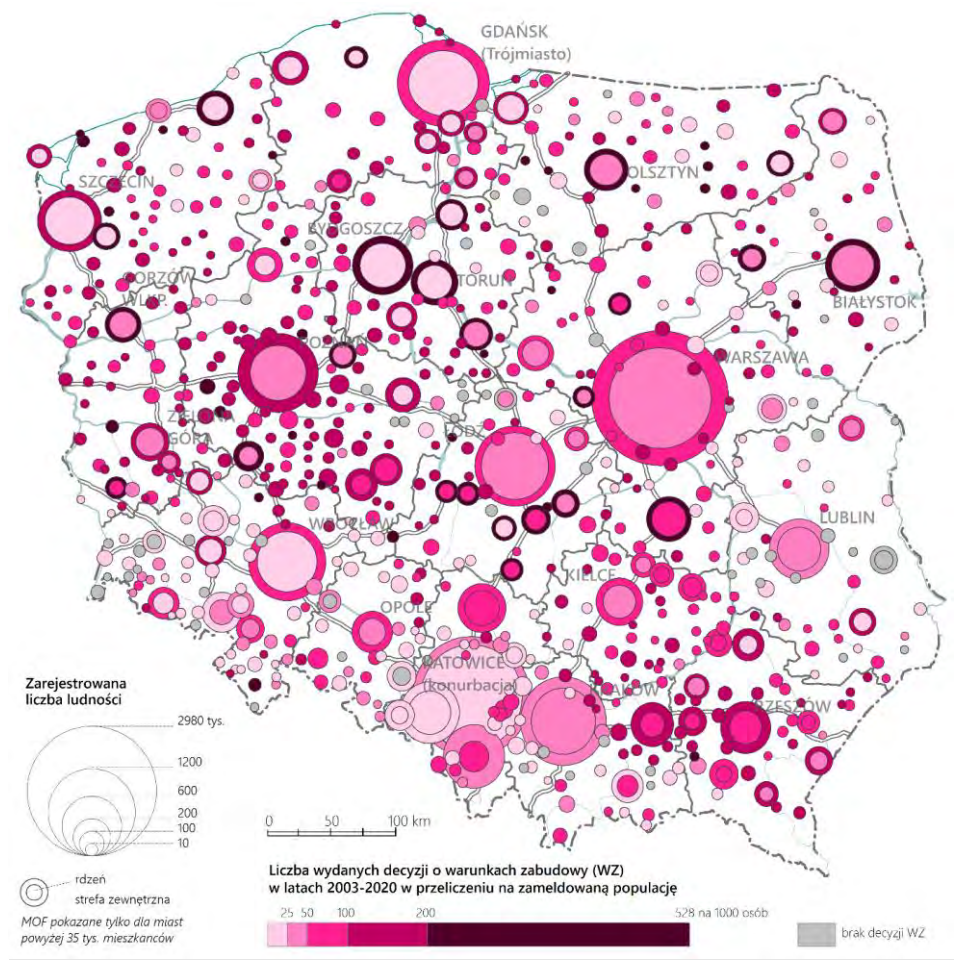 GDAŃSK
(Trójmiasto)
SZCZECIN
OLSZTYN
BYDGOSZCZ
GORZÓW
WLKP.
TORUŃ
BIAŁYSTOK
POZNAŃ
WARSZAWA
ZIELONA
GÓRA
ŁÓDŹ
WROCŁAW
LUBLIN
KIELCE
OPOLE
KATOWICE
(konurbacja)
KRAKÓW
RZESZÓW
Zarejestrowana
liczba ludności
2980 tys.
1200
600
200
100
10
rdzeń
strefa zewnętrzna
MOF pokazane tylko dla miast
powyżej 35 tys. mieszkańców
0 50 100 km
Liczba wydanych decyzji o warunkach zabudowy (WZ)
w latach 2003-2020 w przeliczeniu na zameldowaną populację
25 50 100 200 528 na 1000 osób
brak decyzji WZ